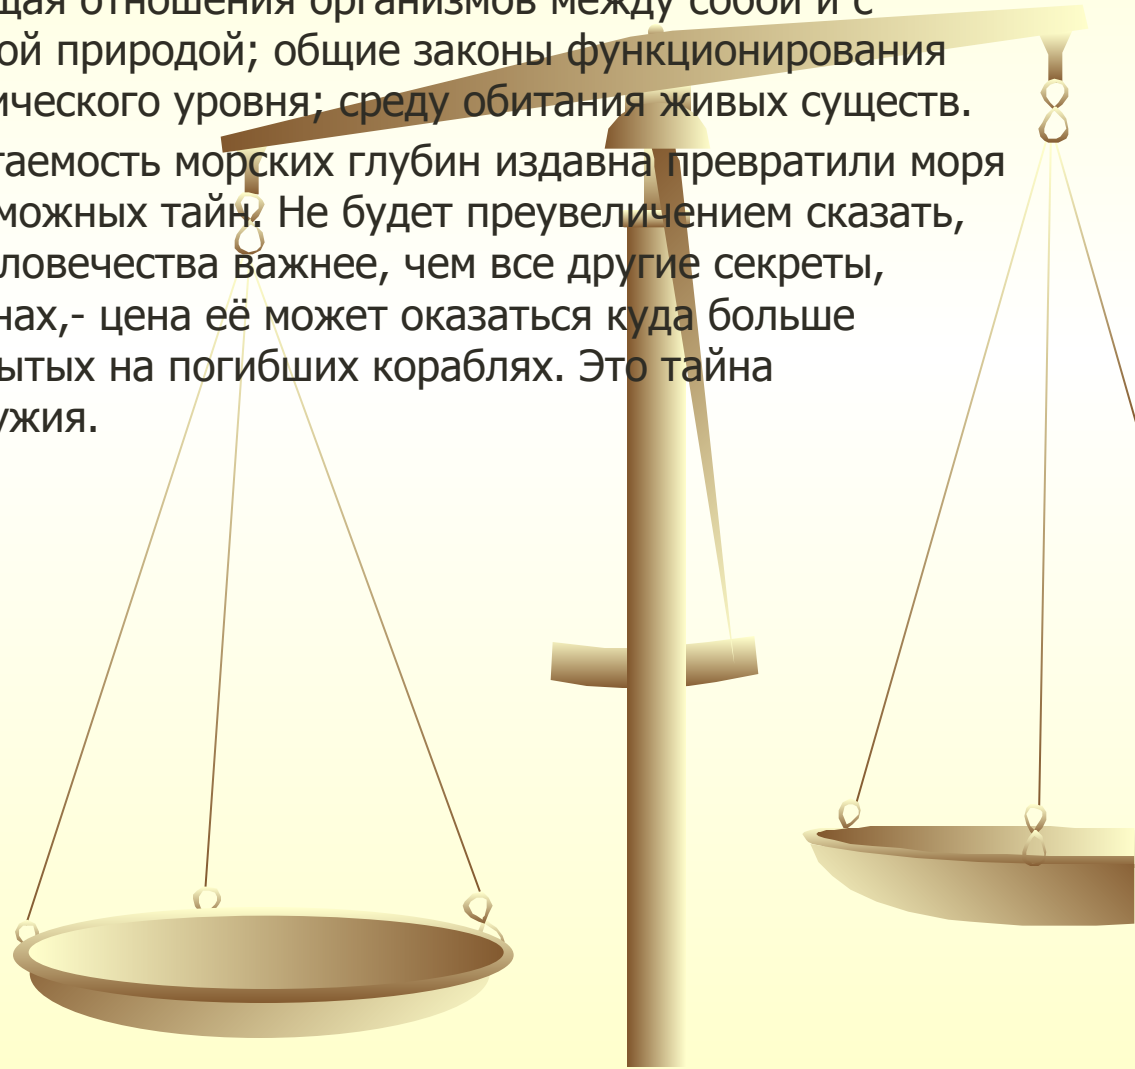 щая отношения организмов между собой и с
ой природой; общие законы функционирования
ического уровня; среду обитания живых существ.
гаемость морских глубин издавна превратили моря
можных тайн. Не будет преувеличением сказать,
ловечества важнее, чем все другие секреты,
нах,- цена её может оказаться куда больше
ытых на погибших кораблях. Это тайна
ужия.